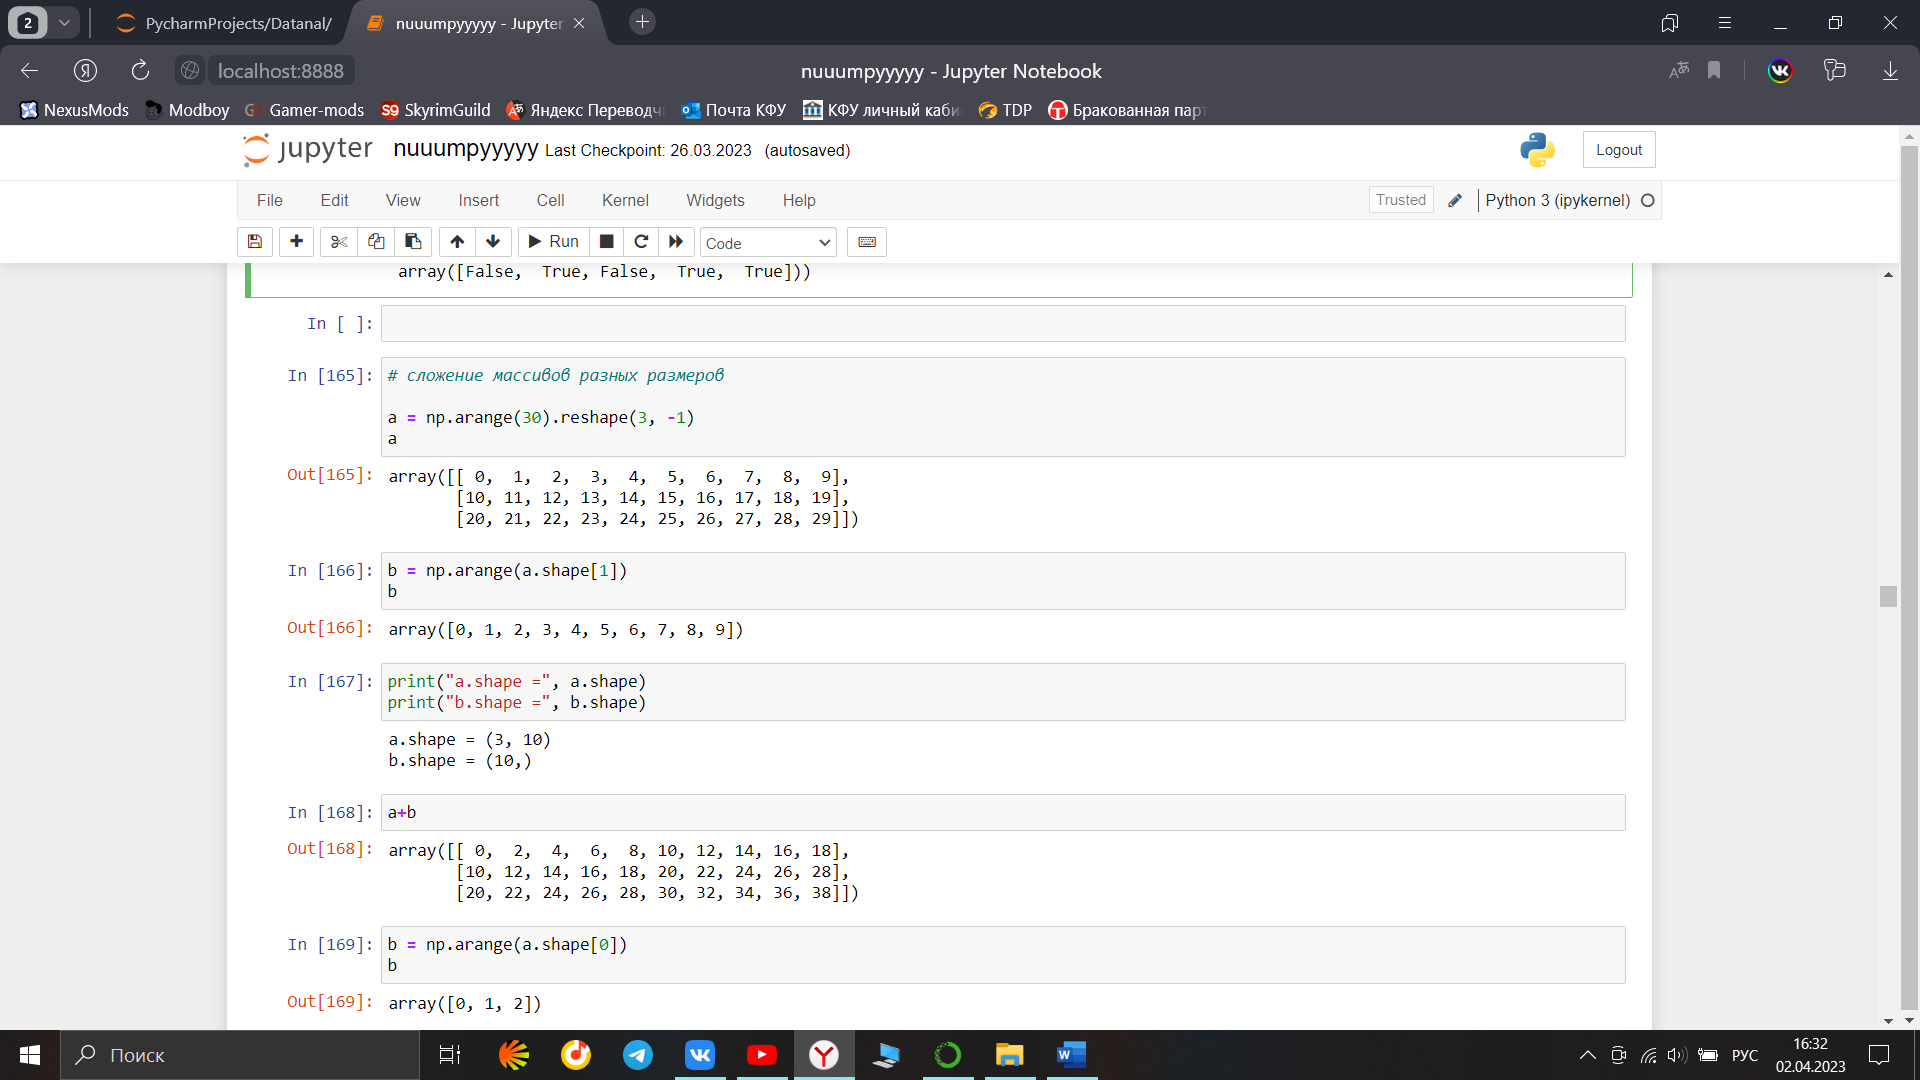 2
PycharmProjects/Datanal/
nuuumpyyyyy - Jupyter
Я
localhost:8888
nuuumpyyyyy - Jupyter Notebook
NexusMods
Modboy
Gamer-mods
S9 SkyrimGuild
Яндекс Переводч
Почта КФУ
КФУ личный каби
TDP
Бракованная пар
jupyter nuuumpyyyyy Last Checkpoint: 26.03.2023 (autosaved)
Logout
File Edit View Insert Cell Kernel Widgets Help
Trusted
Python 3 (ipykernel)
Run
Code
array([False,  True, False,  True,  True]))
In [ ]:
In [165]: # сложение массивов разных размеров
a = np.arange(30).reshape(3, -1)
a
Out[165]: array([[ 0,  1,  2,  3,  4,  5,  6,  7,  8,  9],
[10, 11, 12, 13, 14, 15, 16, 17, 18, 19],
[20, 21, 22, 23, 24, 25, 26, 27, 28, 29]])
In [166]: b = np.arange(a.shape[1])
b
Out[166]: array([0, 1, 2, 3, 4, 5, 6, 7, 8, 9])
In [167]: print("a.shape =", a.shape)
print("b.shape =", b.shape)
a.shape = (3, 10)
b.shape = (10,)
In [168]: a+b
Out[168]: array([[ 0,  2,  4,  6,  8, 10, 12, 14, 16, 18],
[10, 12, 14, 16, 18, 20, 22, 24, 26, 28],
[20, 22, 24, 26, 28, 30, 32, 34, 36, 38]])
In [169]: b = np.arange(a.shape[0])
b
Out[169]: array([0, 1, 2])
Поиск
РУС
16:32
02.04.2023